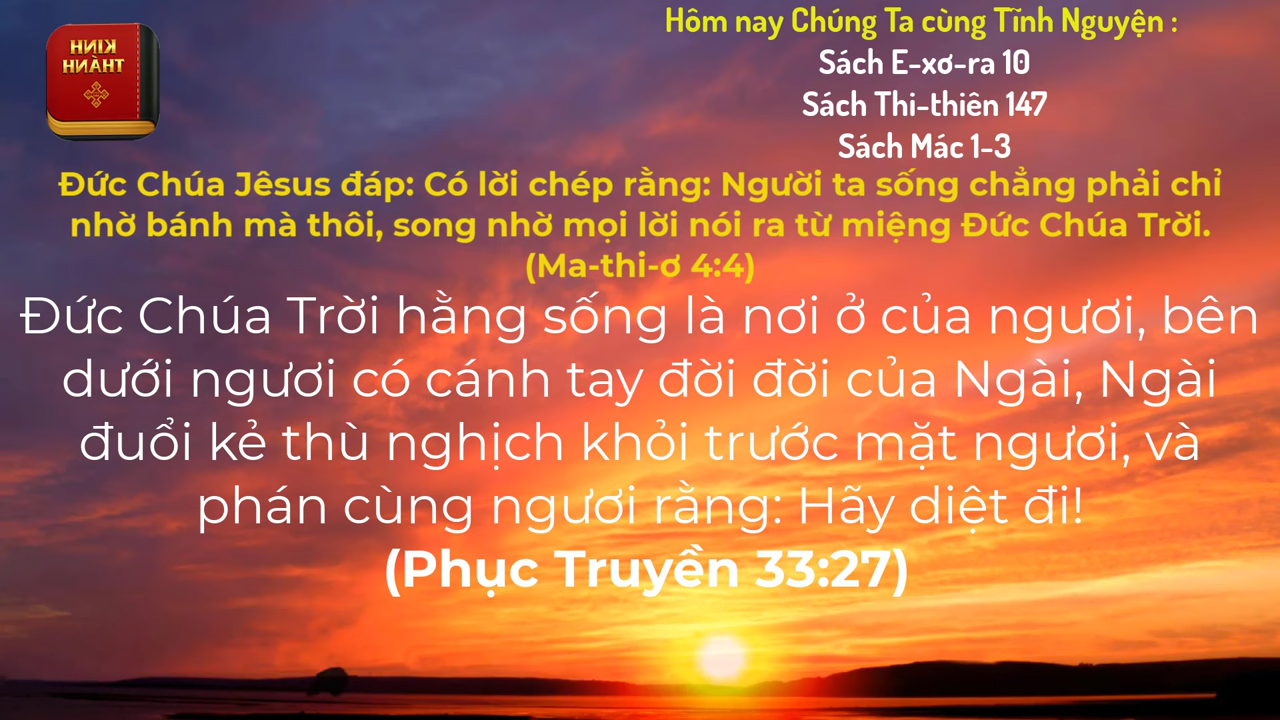 KINH
THÁNH
Hôm nay Chúng Ta cùng Tĩnh Nguyện :
Sách E-xơ-ra 10
Sách Thi-thiên 147
Sách Mác 1-3
Đức Chúa Jêsus đáp: Có lời chép rằng: Người ta sống chẳng phải chỉ
nhờ bánh mà thôi, song nhờ mọi lời nói ra từ miệng Đức Chúa Trời.
(Ma-thi-ơ 4:4)
Đức Chúa Trời hằng sống là nơi ở của ngươi, bên
dưới ngươi có cánh tay đời đời của Ngài, Ngài
đuổi kẻ thù nghịch khỏi trước mặt ngươi, và
phán cùng ngươi rằng: Hãy diệt đi!
(Phục Truyền 33:27)